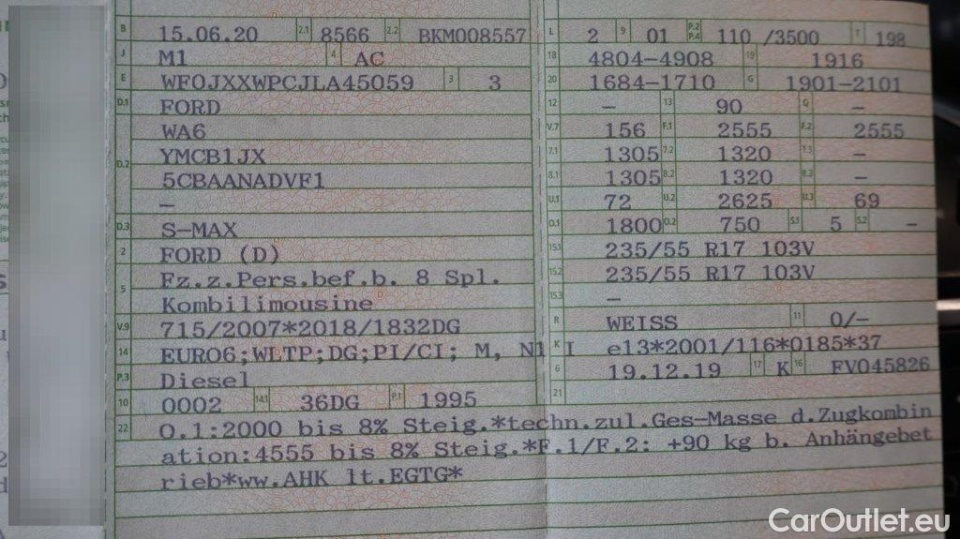 B 15.06.20 2.1 8566 2.2 BKM008557
J M1 4 AC
E WF0JXXWPCJLA45059 3 3
D.1 FORD
WA6
D.2 YMCB1JX
5CBAANADVF1
–
D.3 S-MAX
2 FORD (D)
5 Fz.z.Pers.bef.b. 8 Spl.
Kombilimousine
V.9 715/2007*2018/1832DG
14 EURO6;WLTP;DG;PI/CI; M, N1 I
P.3 Diesel
10 0002 14.1 36DG P.1 1995
L 2 9 01 P.2 P.4 110 /3500 T 198
18 4804-4908 19 1916
20 1684-1710 G 1901-2101
12 – 13 90 Q –
V.7 156 F.1 2555 F.2 2555
7.1 1305 7.2 1320 7.3 –
8.1 1305 8.2 1320 8.3 –
U.1 72 U.2 2625 U.3 69
O.1 1800 O.2 750 S.1 5 S.2 –
15.1 235/55 R17 103V
15.2 235/55 R17 103V
15.3 –
R WEISS 11 0/–
K e13*2001/116*0185*37
6 19.12.19 17 K 16 FV045826
21
22 O.1:2000 bis 8% Steig.*techn.zul.Ges-Masse d.Zugkombin
ation:4555 bis 8% Steig.*F.1/F.2: +90 kg b. Anhängebet
rieb*ww.AHK lt.EGTG*
CarOutlet.eu